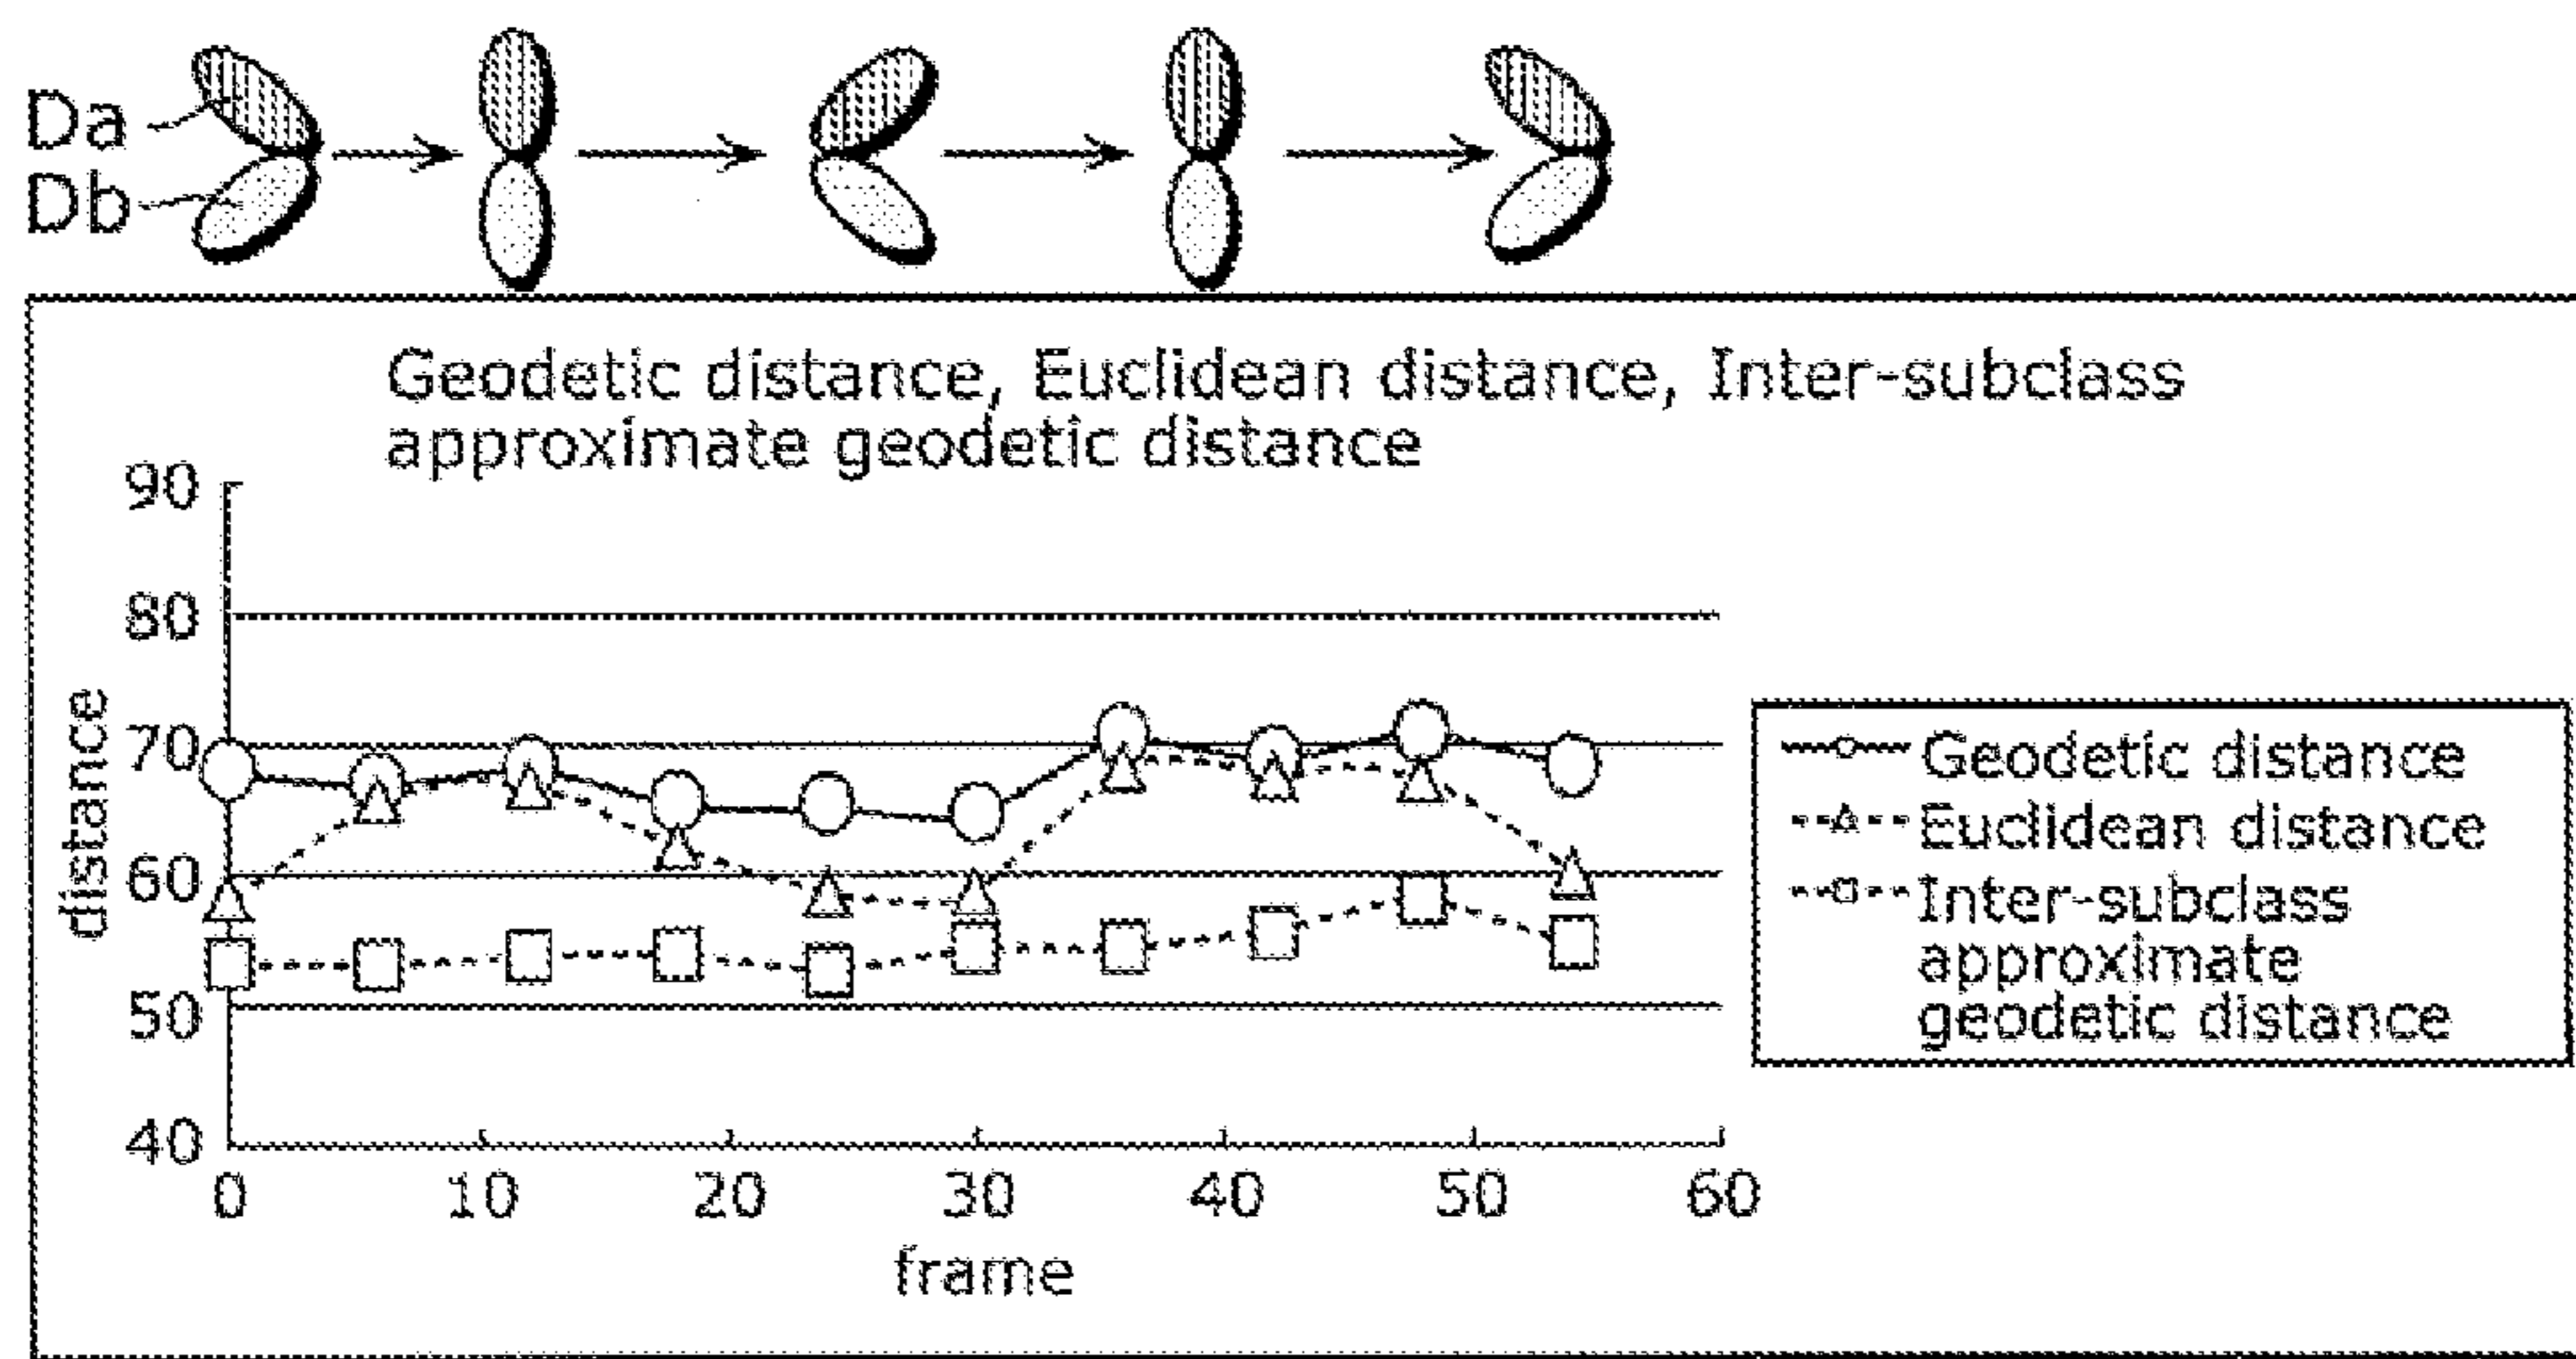 Da
Db
Geodetic distance, Euclidean distance, Inter-subclass
approximate geodetic distance
90
80
70
60
50
40
distance
0 10 20 30 40 50 60
frame
Geodetic distance
Euclidean distance
Inter-subclass
approximate
geodetic distance